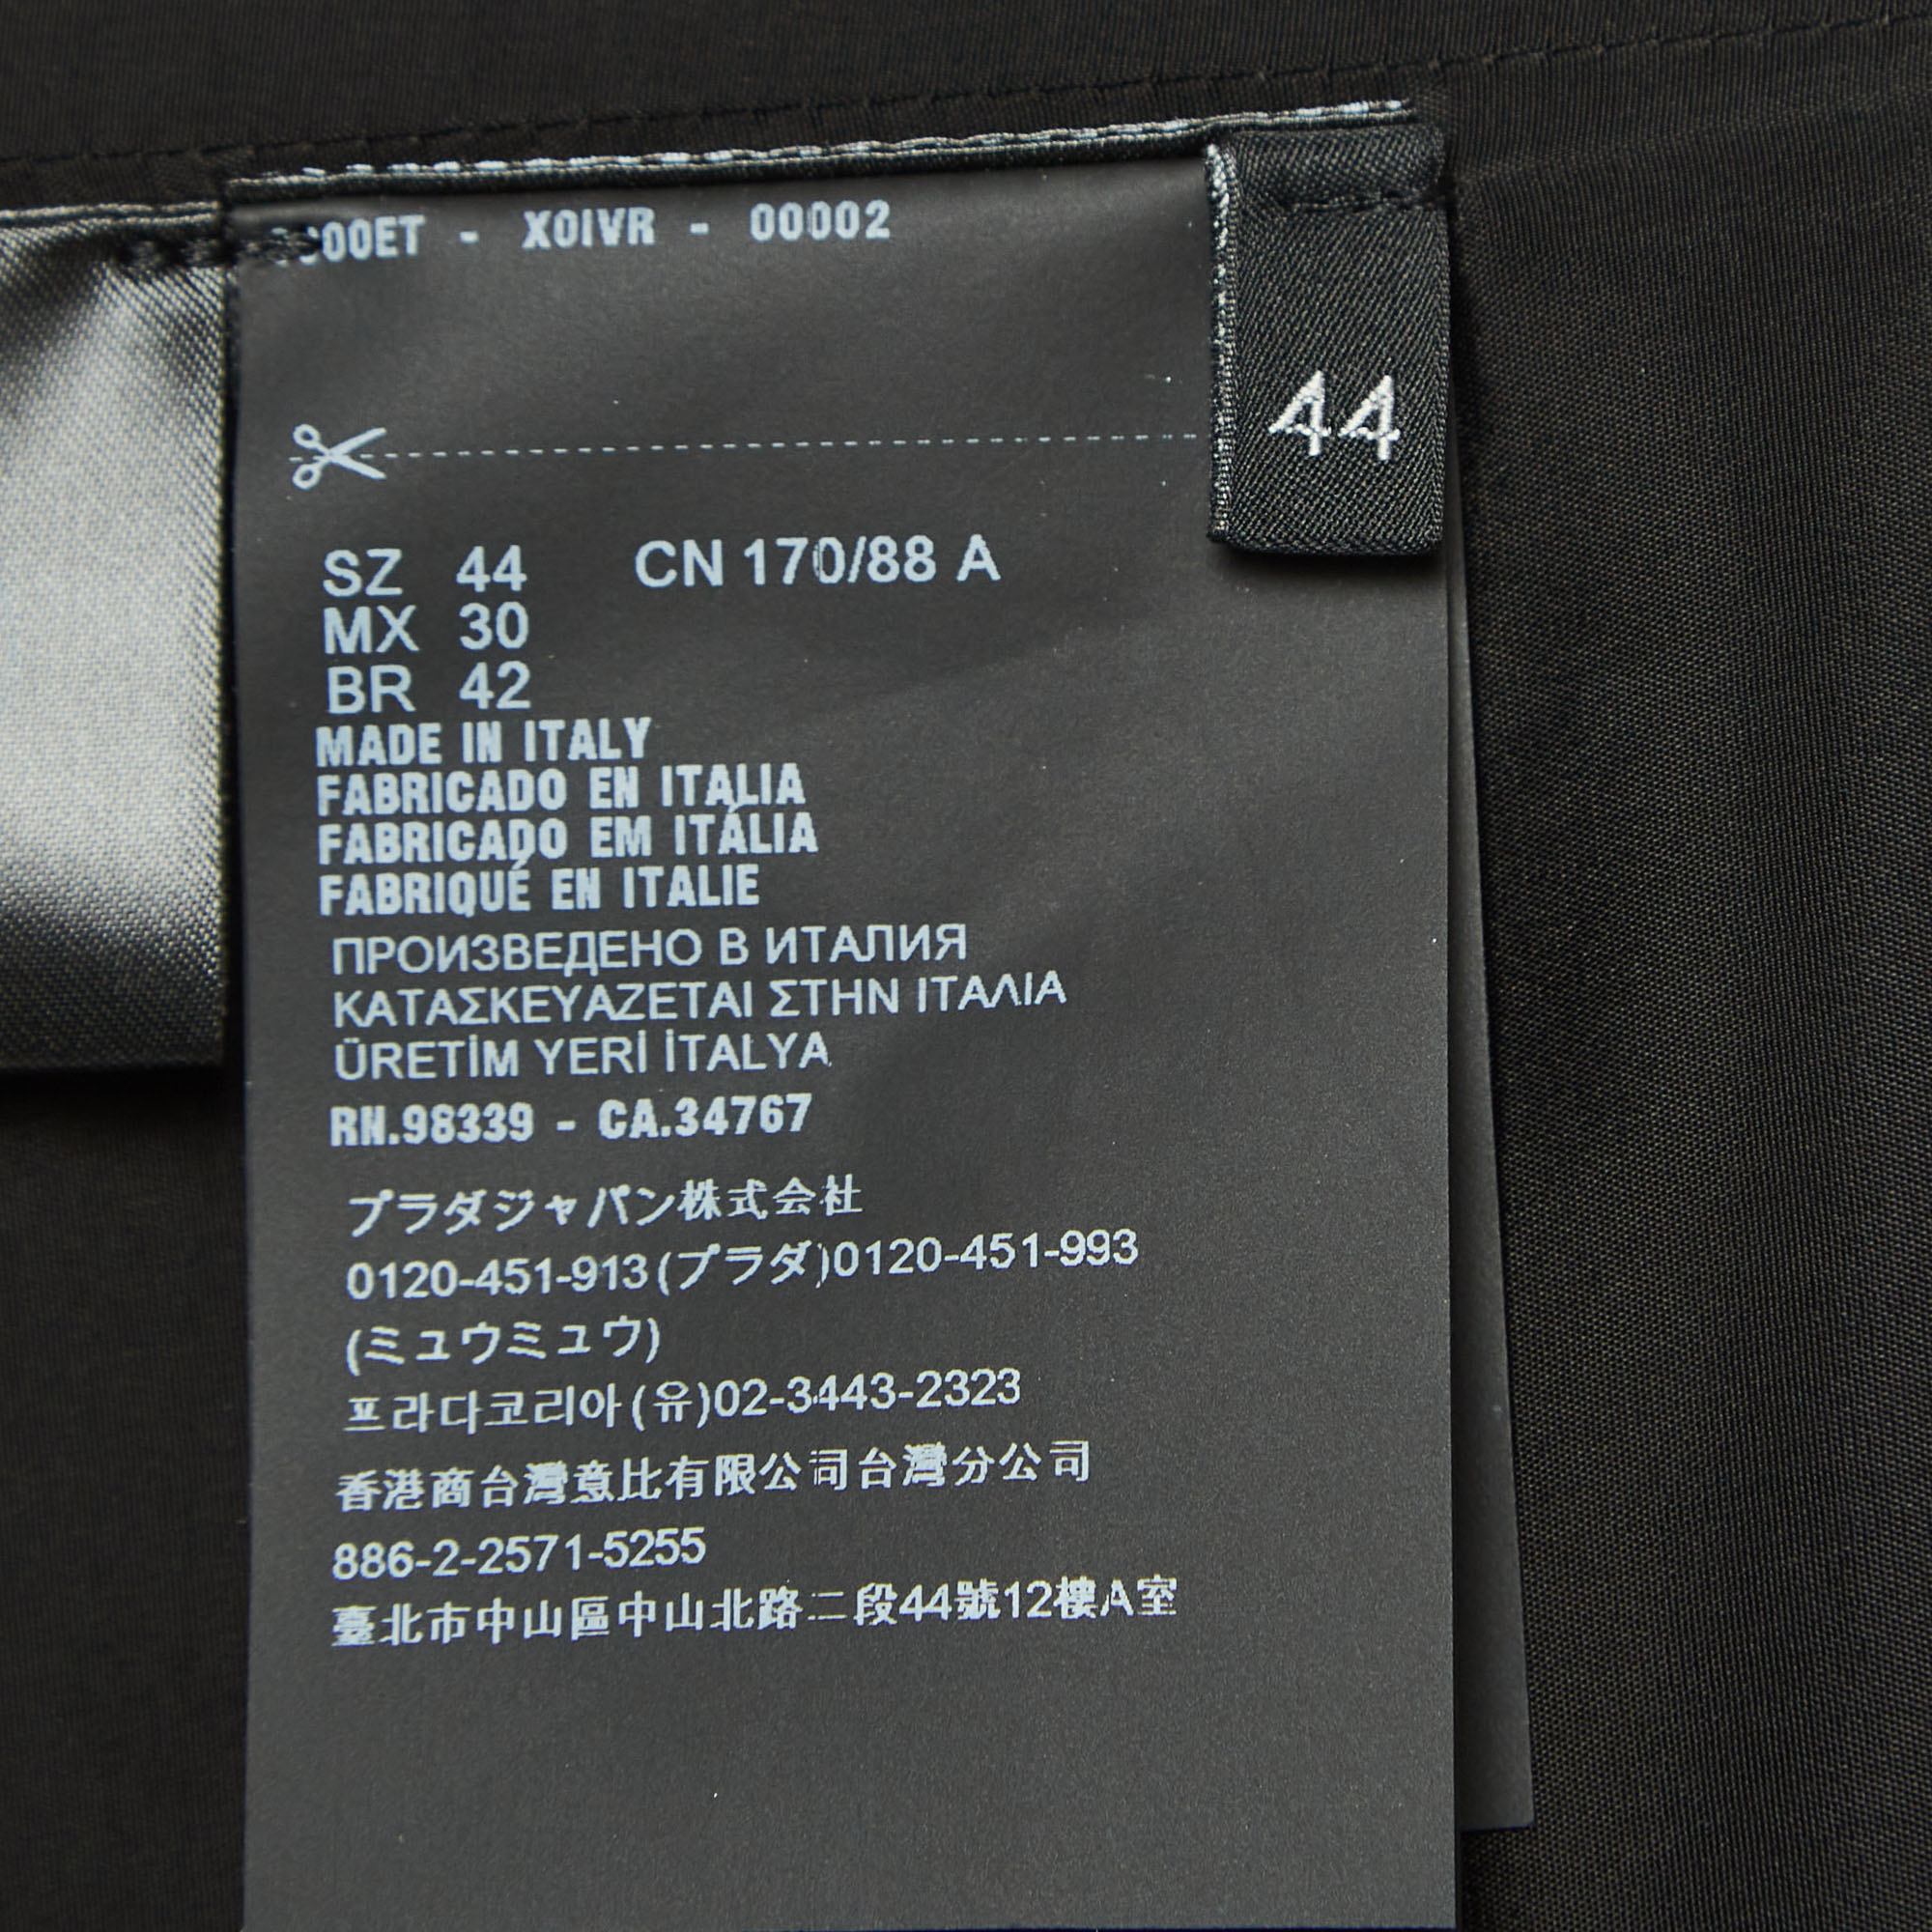 00ET - X0IVR - 00002
44
SZ 44 CN 170/88 A
MX 30
BR 42
MADE IN ITALY
FABRICADO EN ITALIA
FABRICADO EM ITÁLIA
FABRIQUÉ EN ITALIE
ПРОИЗВЕДЕНО В ИТАЛИЯ
ΚΑΤΑΣΚΕΥΑΖΕΤΑΙ ΣΤΗΝ ΙΤΑΛΙΑ
ÜRETİM YERİ İTALYA
RN.98339 - CA.34767
プラダジャパン株式会社
0120-451-913(プラダ)0120-451-993
(ミュウミュウ)
프라다코리아(유)02-3443-2323
香港商台灣意比有限公司台灣分公司
886-2-2571-5255
臺北市中山區中山北路二段44號12樓A室